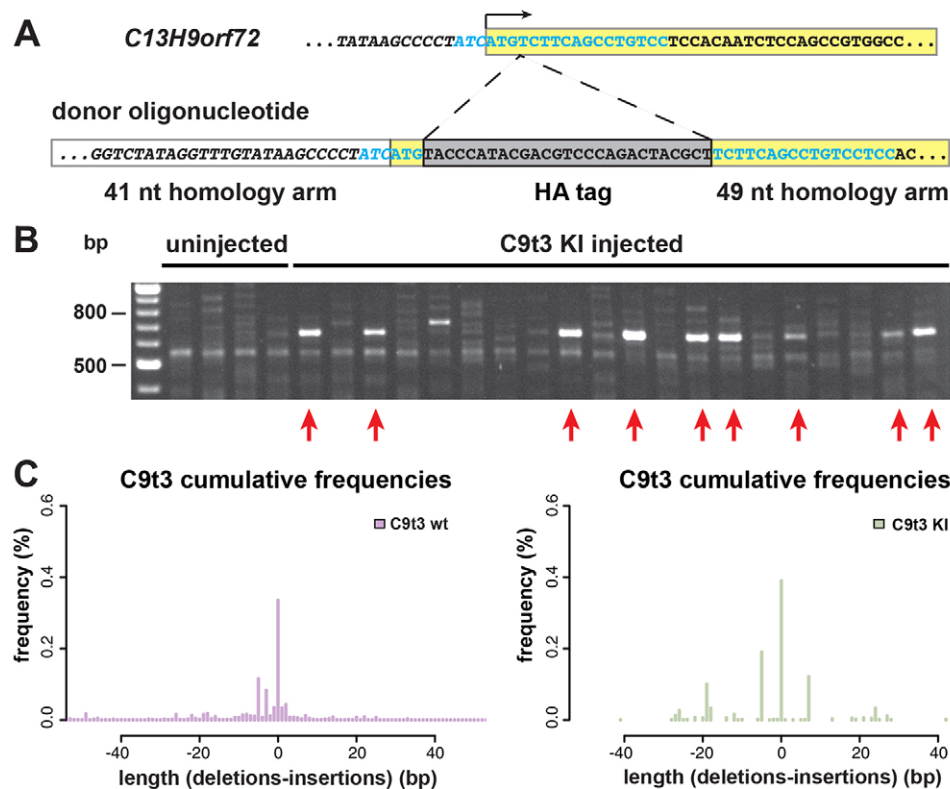 A
C13H9orf72
...TATAAGCCCCTATCATGTCTTCAGCCTGTCCTCCACAATCTCCAGCCGTGGCC...
donor oligonucleotide
...GGTCTATAGGTTTGTATAAGCCCCTATCATGTACCCATACGACGTCCCAGACTACGCTTCTTCAGCCTGTCCTCCAC...
41 nt homology arm HA tag 49 nt homology arm
B bp uninjected C9t3 KI injected
800
500
C C9t3 cumulative frequencies C9t3 cumulative frequencies
frequency (%)
0.6
0.4
0.2
0.0
C9t3 wt
-40 -20 0 20 40
length (deletions-insertions) (bp)
frequency (%)
0.6
0.4
0.2
0.0
C9t3 KI
-40 -20 0 20 40
length (deletions-insertions) (bp)